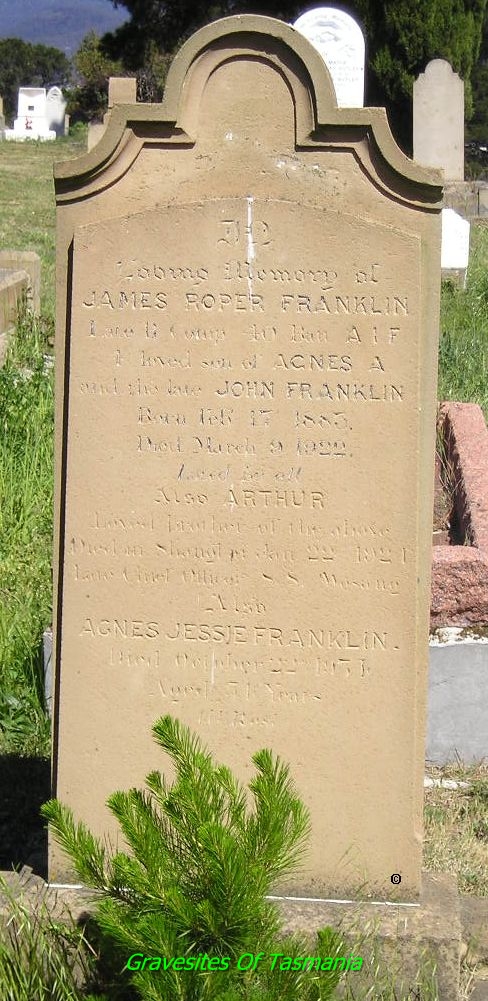 In
Loving Memory of
JAMES ROPER FRANKLIN
Late B Comp 40 Batt A I F
loved son of AGNES A
and the late JOHN FRANKLIN
Born Feb 17 1883.
Died March 9 1922.
Loved by all
Also ARTHUR
Loved brother of the above
Died in Jan 22
Late Chief Officer S.S.
Also
AGNES JESSIE FRANKLIN.
Died October 22
Aged Years
At Rest
©
Gravesites Of Tasmania